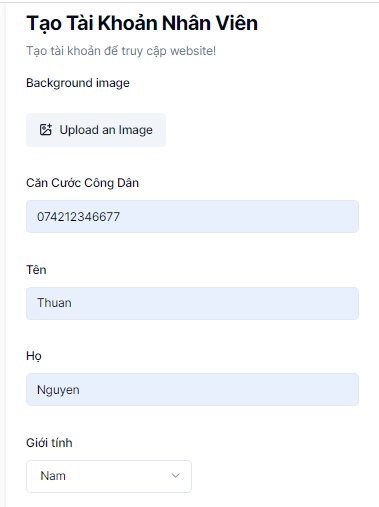 Tạo Tài Khoản Nhân Viên
Tạo tài khoản để truy cập website!
Background image
Upload an Image
Căn Cước Công Dân
074212346677
Tên
Thuan
Họ
Nguyen
Giới tính
Nam